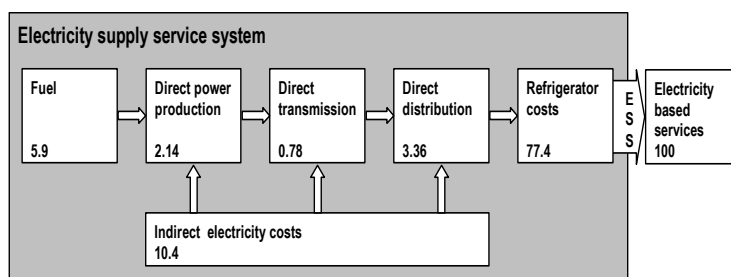 Electricity supply service system
Fuel
5.9
Direct power
production
2.14
Direct
transmission
0.78
Direct
distribution
3.36
Refrigerator
costs
77.4
E
S
S
Electricity
based
services
100
Indirect electricity costs
10.4